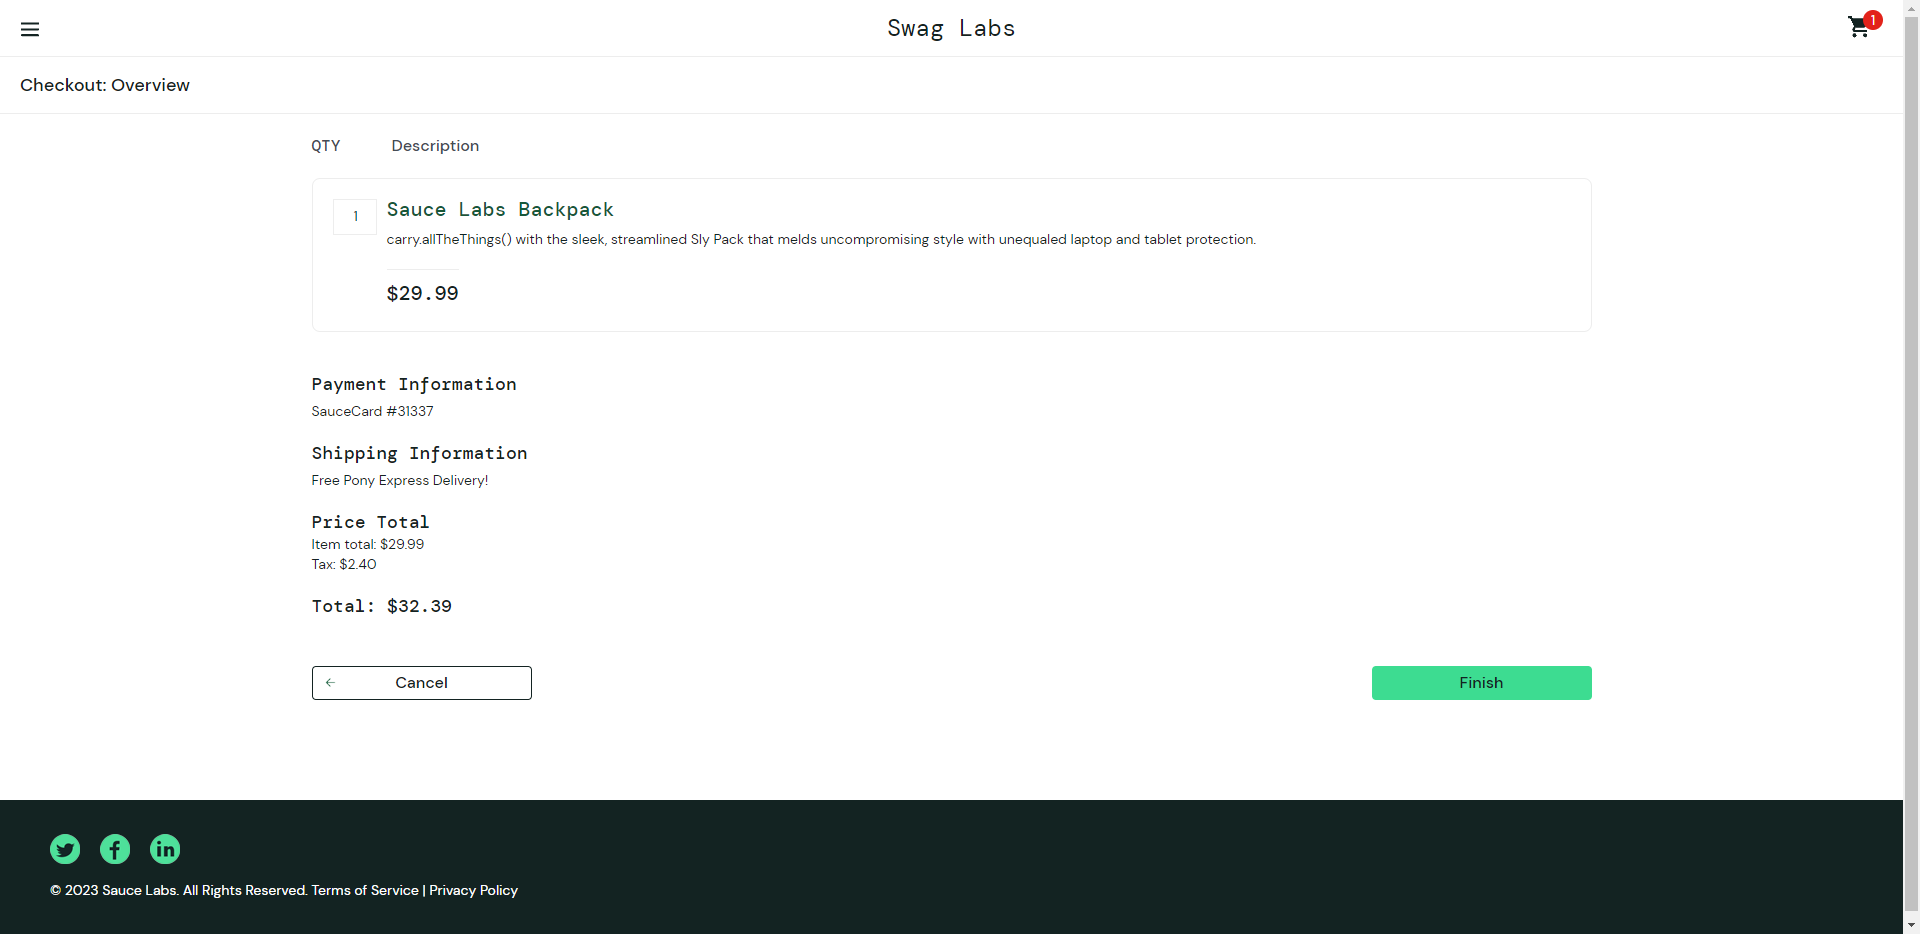 Swag Labs
1
Checkout: Overview
QTY Description
1
Sauce Labs Backpack
carry.allTheThings() with the sleek, streamlined Sly Pack that melds uncompromising style with unequaled laptop and tablet protection.
$29.99
Payment Information
SauceCard #31337
Shipping Information
Free Pony Express Delivery!
Price Total
Item total: $29.99
Tax: $2.40
Total: $32.39
Cancel
Finish
© 2023 Sauce Labs. All Rights Reserved. Terms of Service | Privacy Policy